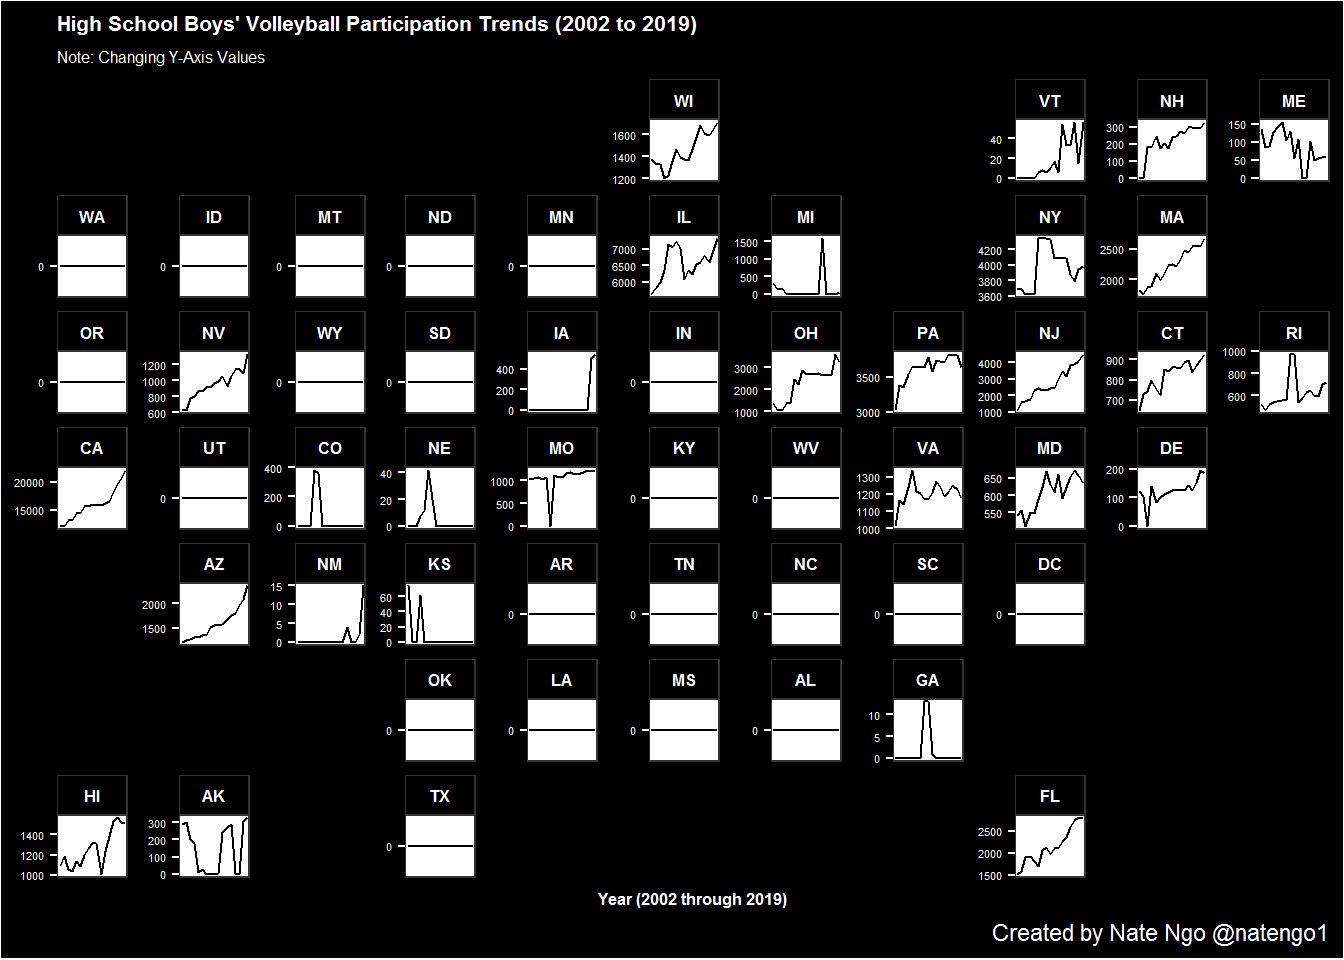 High School Boys' Volleyball Participation Trends (2002 to 2019)
Note: Changing Y-Axis Values
WI
1600
1400
1200
VT
40
20
0
NH
300
200
100
0
ME
150
100
50
0
WA
0
ID
0
MT
0
ND
0
MN
0
IL
7000
6500
6000
MI
1500
1000
500
0
NY
4200
4000
3800
3600
MA
2500
2000
OR
0
NV
1200
1000
800
600
WY
0
SD
0
IA
400
200
0
IN
0
OH
3000
2000
1000
PA
3500
3000
NJ
4000
3000
2000
1000
CT
900
800
700
RI
1000
800
600
CA
20000
15000
UT
0
CO
400
200
0
NE
40
20
0
MO
1000
500
0
KY
0
WV
0
VA
1300
1200
1100
1000
MD
650
600
550
DE
200
100
0
AZ
2000
1500
NM
15
10
5
0
KS
60
40
20
0
AR
0
TN
0
NC
0
SC
0
DC
0
OK
0
LA
0
MS
0
AL
0
GA
10
5
0
HI
1400
1200
1000
AK
300
200
100
0
TX
0
FL
2500
2000
1500
Year (2002 through 2019)
Created by Nate Ngo @natengo1